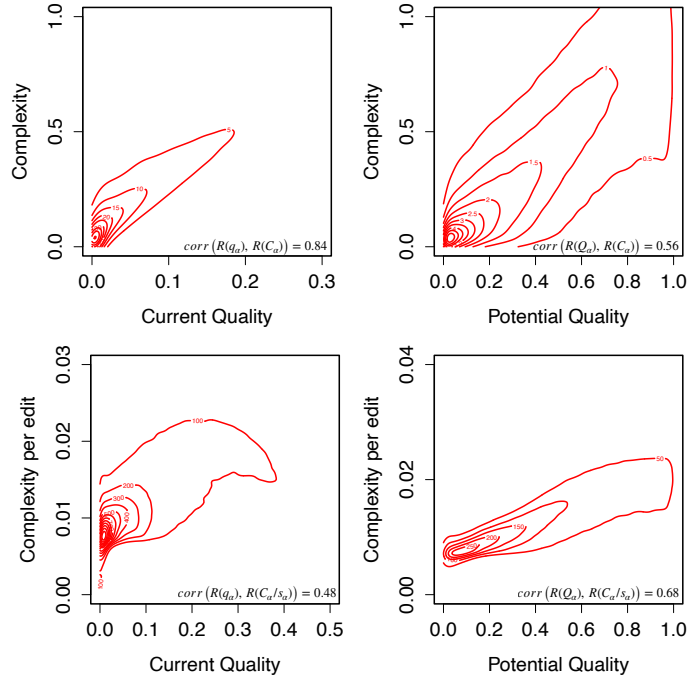 Complexity
1.0
0.5
0.0
5
10
15
20
corr(R(qα), R(Cα)) = 0.84
0.0 0.1 0.2 0.3
Current Quality
Complexity
1.0
0.5
0.0
1
0.5
1.5
2
2.5
3
corr(R(Qα), R(Cα)) = 0.56
0.0 0.2 0.4 0.6 0.8 1.0
Potential Quality
Complexity per edit
0.03
0.02
0.01
0.00
100
200
300
400
100
corr(R(qα), R(Cα/sα)) = 0.48
0.0 0.1 0.2 0.3 0.4 0.5
Current Quality
Complexity per edit
0.04
0.02
0.00
50
150
200
250
corr(R(Qα), R(Cα/sα)) = 0.68
0.0 0.2 0.4 0.6 0.8 1.0
Potential Quality